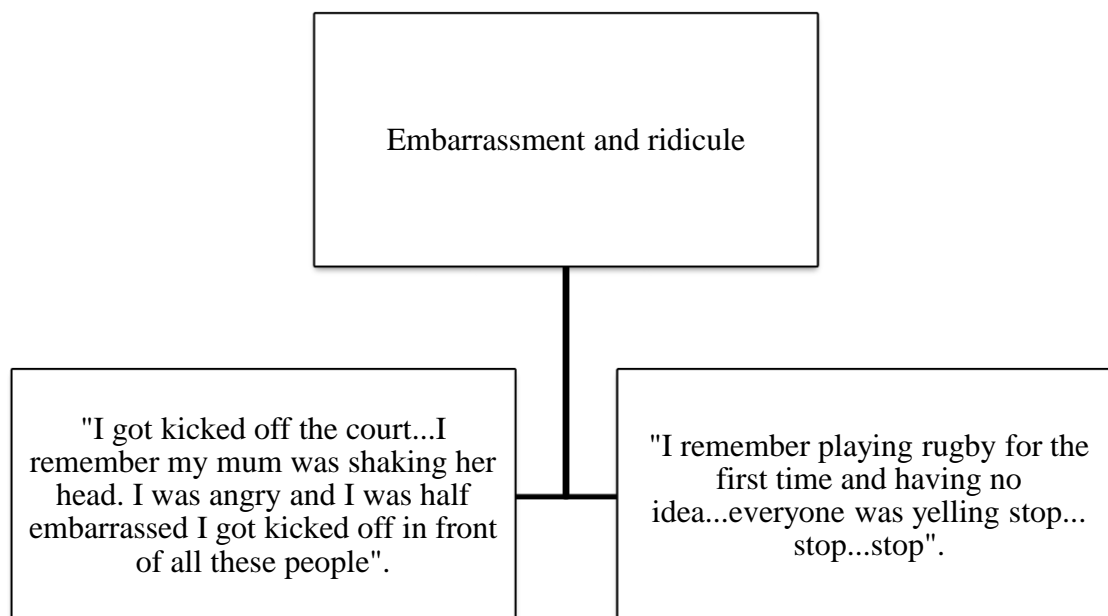 Embarrassment and ridicule
"I got kicked off the court...I
remember my mum was shaking her
head. I was angry and I was half
embarrassed I got kicked off in front
of all these people".
"I remember playing rugby for the
first time and having no
idea...everyone was yelling stop...
stop...stop".